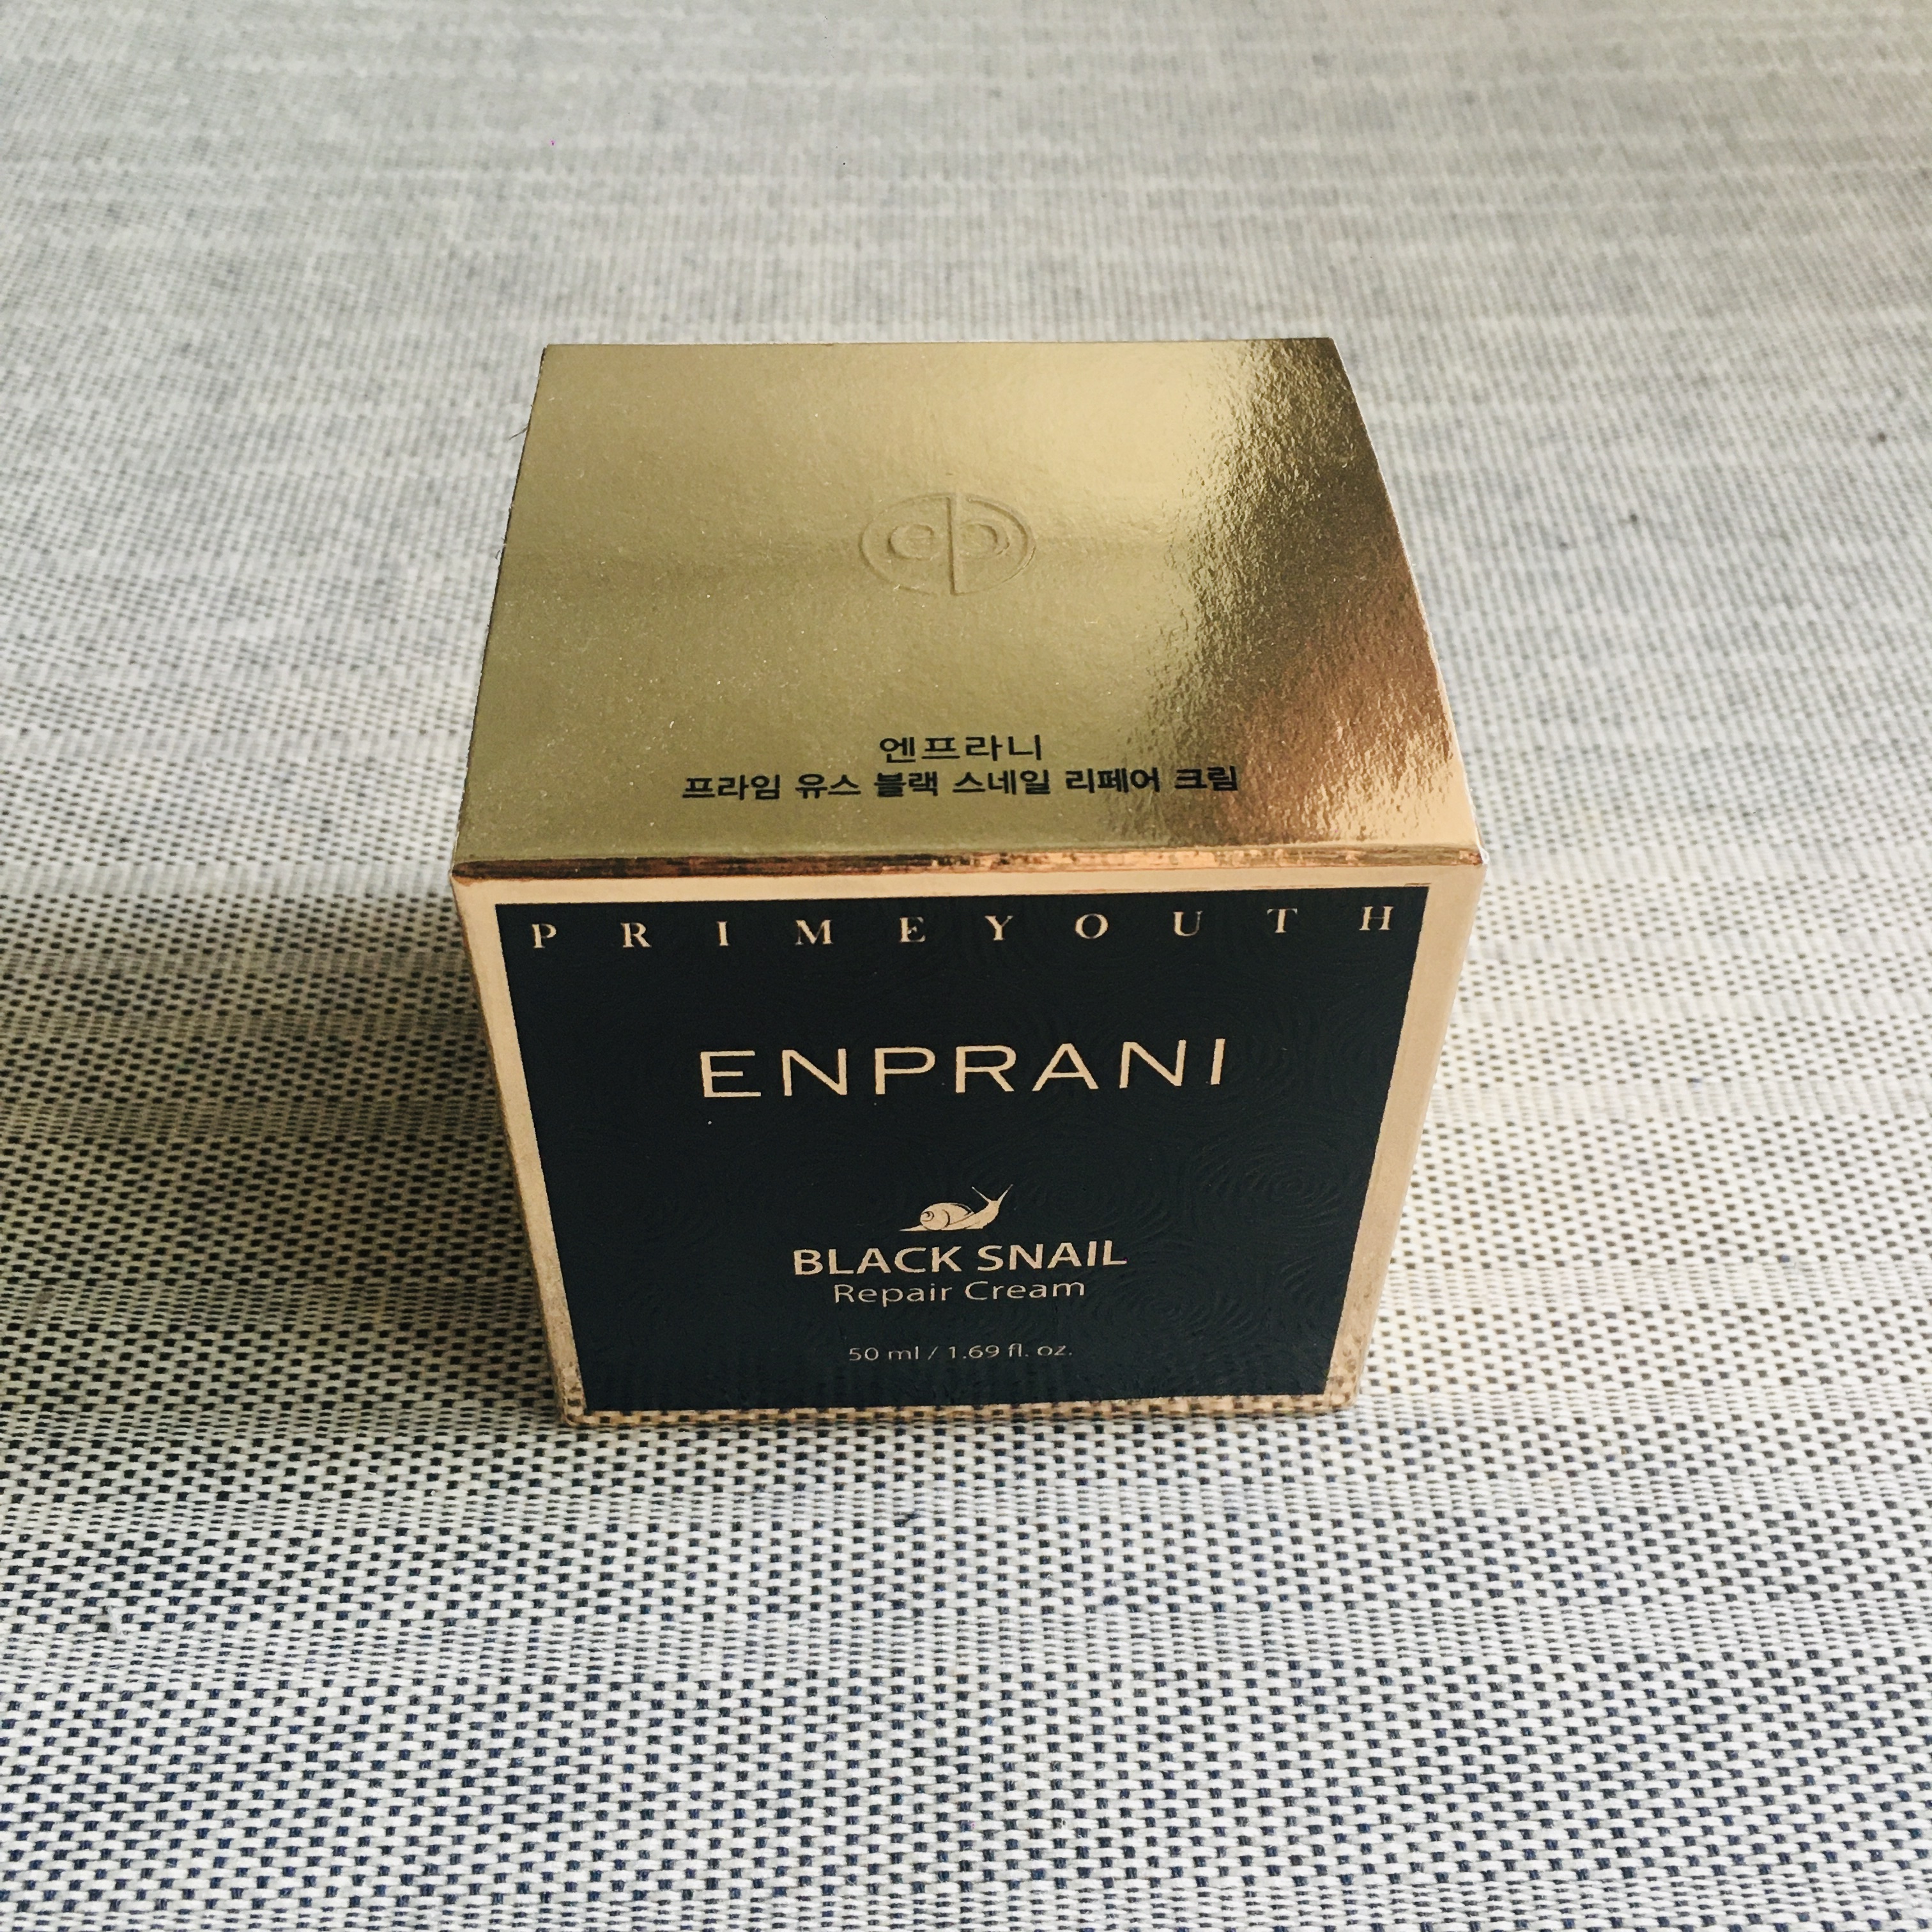 ep
엔프라니
프라임 유스 블랙 스네일 리페어 크림
PRIMEYOUTH
ENPRANI
BLACK SNAIL
Repair Cream
50 ml / 1.69 fl. oz.